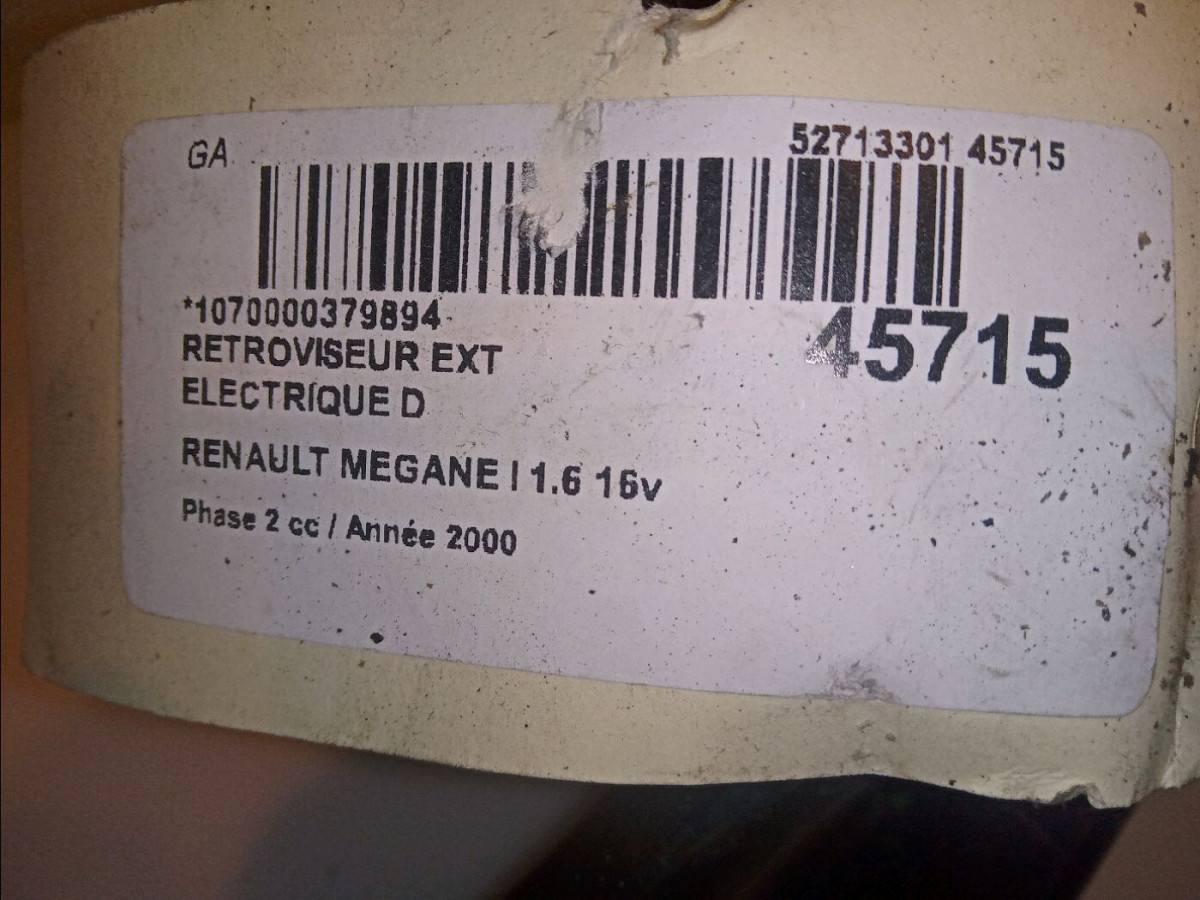 GA
52713301 45715
*1070000379894
45715
RETROVISEUR EXT
ELECTRIQUE D
RENAULT MEGANE I 1.6 16v
Phase 2 cc / Année 2000